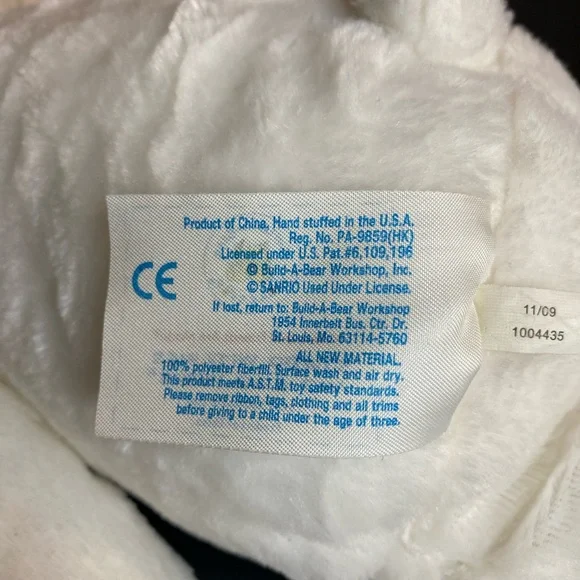 Product of China, Hand stuffed in the U.S.A.
Reg. No. PA-9859(HK)
Licensed under U.S. Pat.#6,109,196
© Build-A-Bear Workshop, Inc.
© SANRIO Used Under License.
CE
If lost, return to: Build-A-Bear Workshop
1954 Innerbelt Bus. Ctr. Dr.
St. Louis, Mo. 63114-5760
ALL NEW MATERIAL
100% polyester fiberfill. Surface wash and air dry.
This product meets A.S.T.M. toy safety standards.
Please remove ribbon, tags, clothing and all trims
before giving to a child under the age of three.
11/09
1004435